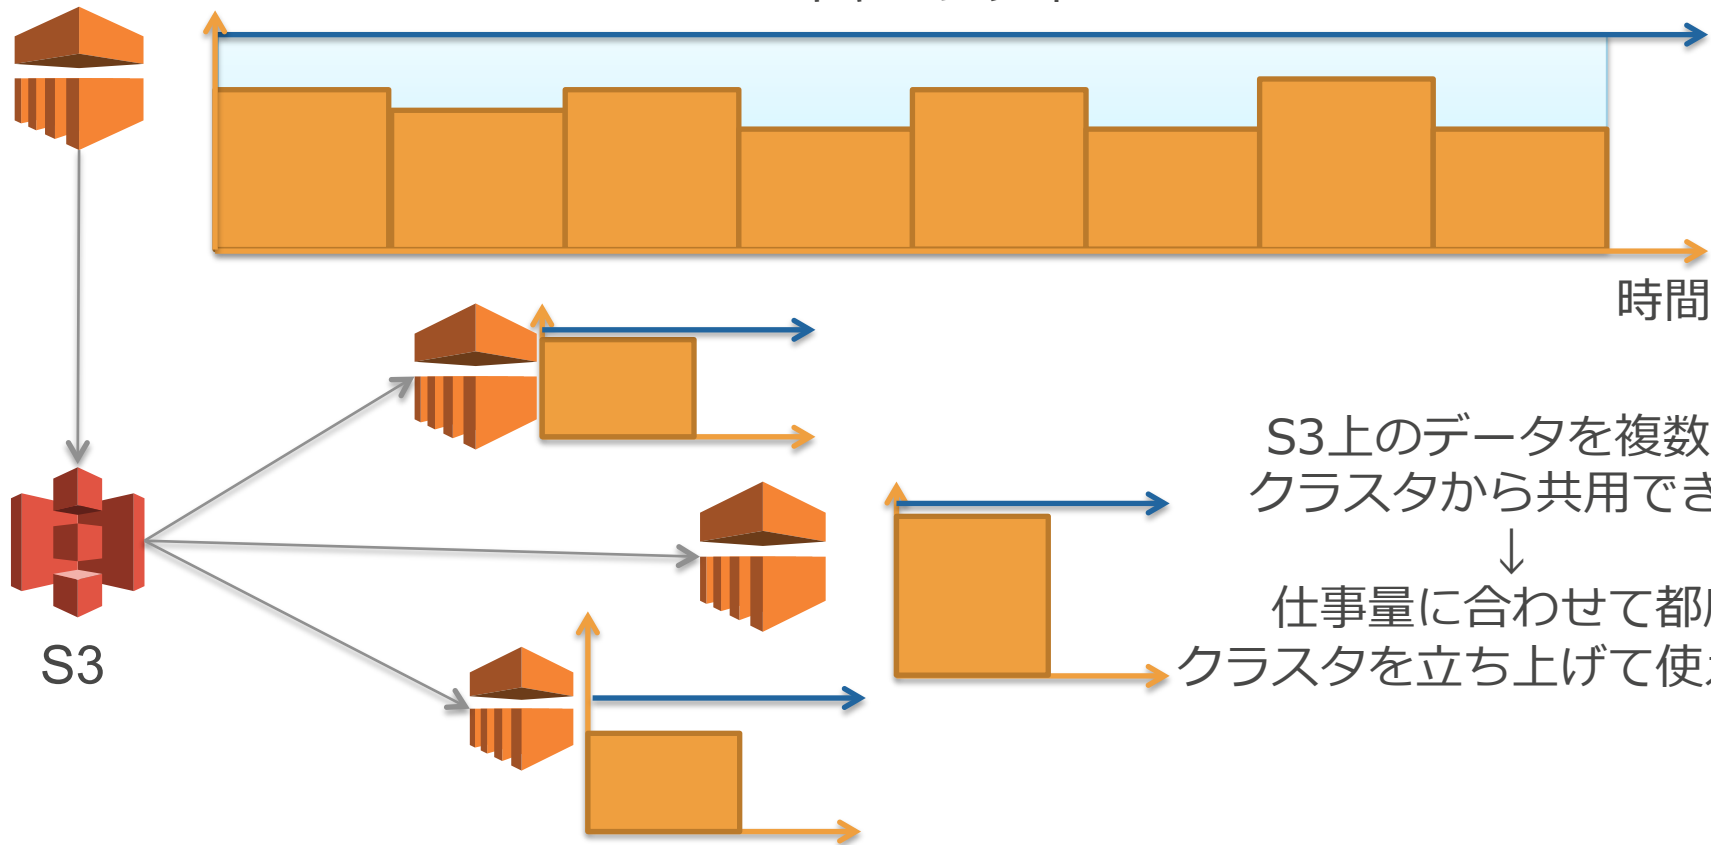 時間
S3上のデータを複数
クラスタから共用でき
↓
仕事量に合わせて都度
クラスタを立ち上げて使え
S3